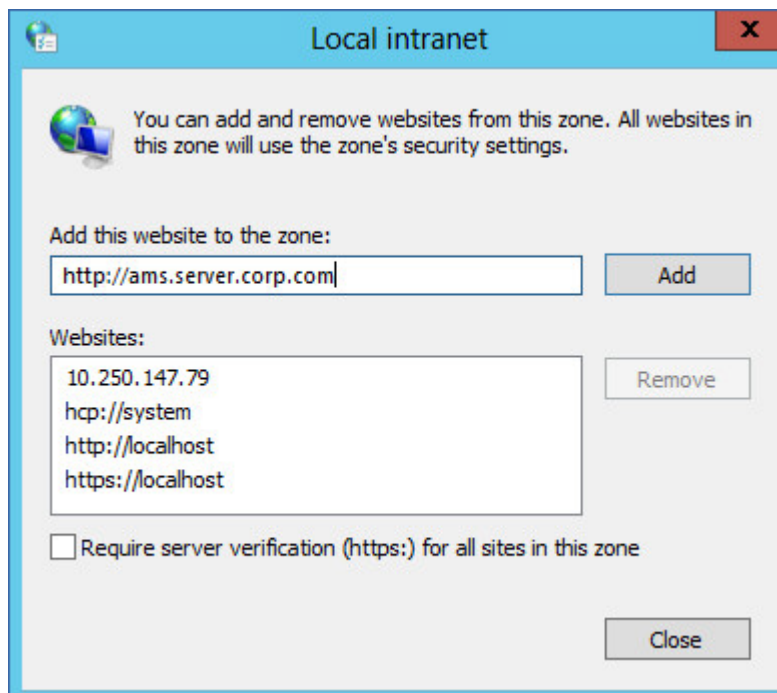 Local intranet
x
You can add and remove websites from this zone. All websites in
this zone will use the zone's security settings.
Add this website to the zone:
http://ams.server.corp.com
Add
Websites:
10.250.147.79
hcp://system
http://localhost
https://localhost
Remove
Require server verification (https:) for all sites in this zone
Close